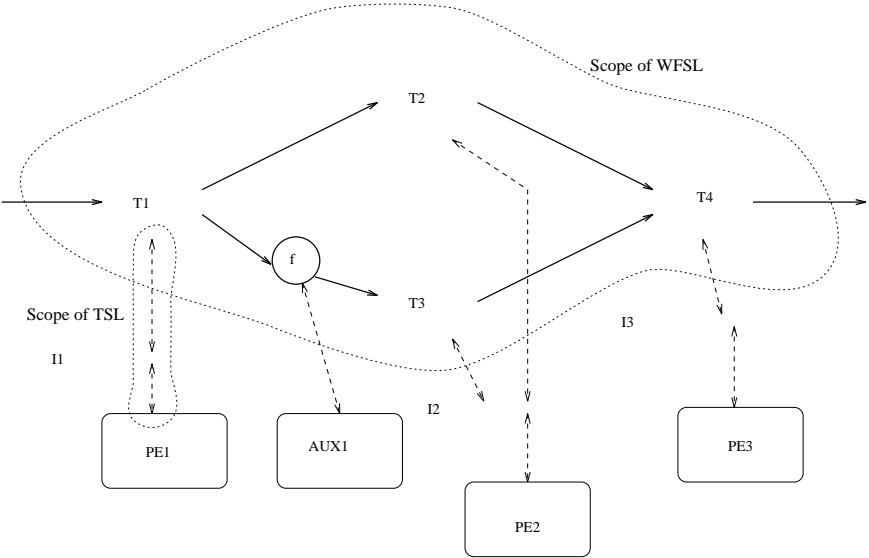 Scope of WFSL
T2
T1
T4
f
T3
Scope of TSL
I3
I1
I2
PE1
AUX1
PE3
PE2